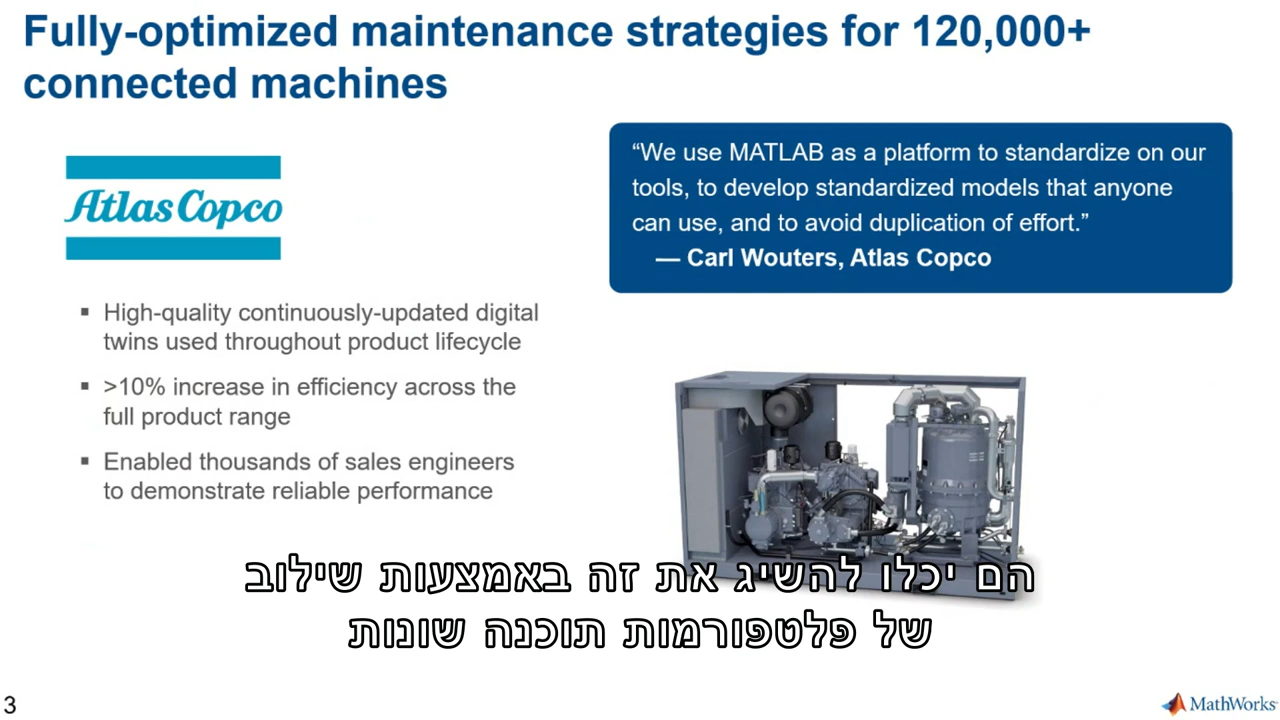 Fully-optimized maintenance strategies for 120,000+
connected machines
Atlas Copco
“We use MATLAB as a platform to standardize on our
tools, to develop standardized models that anyone
can use, and to avoid duplication of effort.”
— Carl Wouters, Atlas Copco
▪ High-quality continuously-updated digital
twins used throughout product lifecycle
▪ >10% increase in efficiency across the
full product range
▪ Enabled thousands of sales engineers
to demonstrate reliable performance
הם יכלו להשיג את זה באמצעות שילוב
של פלטפורמות תוכנה שונות
3
MathWorks